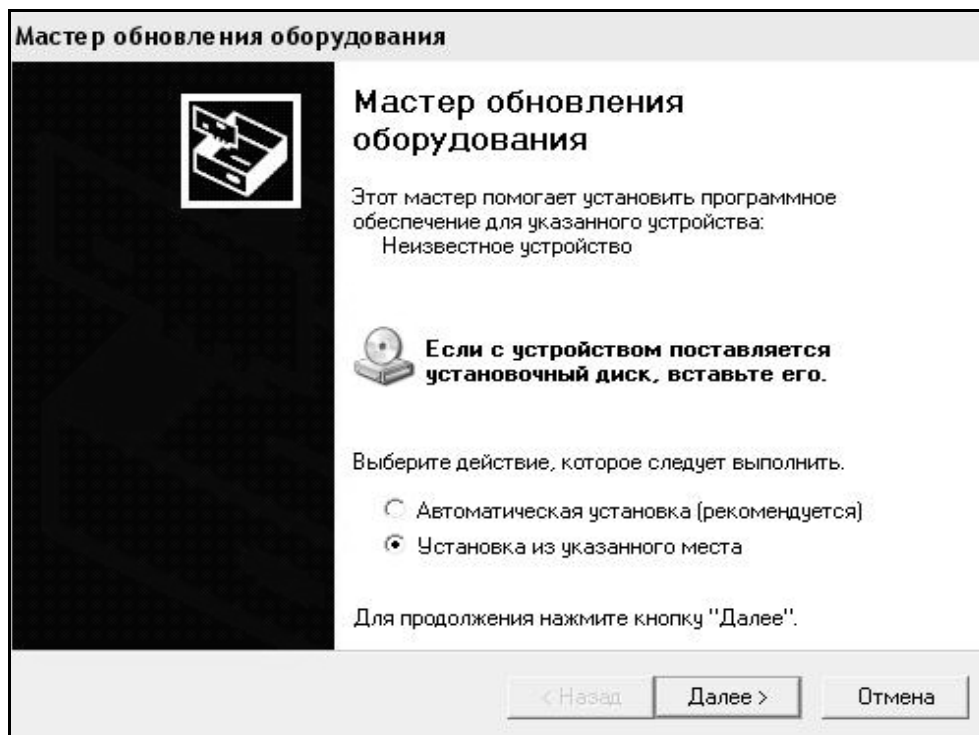 Мастер обновления оборудования
Мастер обновления
оборудования
Этот мастер помогает установить программное
обеспечение для указанного устройства:
Неизвестное устройство
Если с устройством поставляется
установочный диск, вставьте его.
Выберите действие, которое следует выполнить.
Автоматическая установка (рекомендуется)
Установка из указанного места
Для продолжения нажмите кнопку "Далее".
< Назад Далее > Отмена